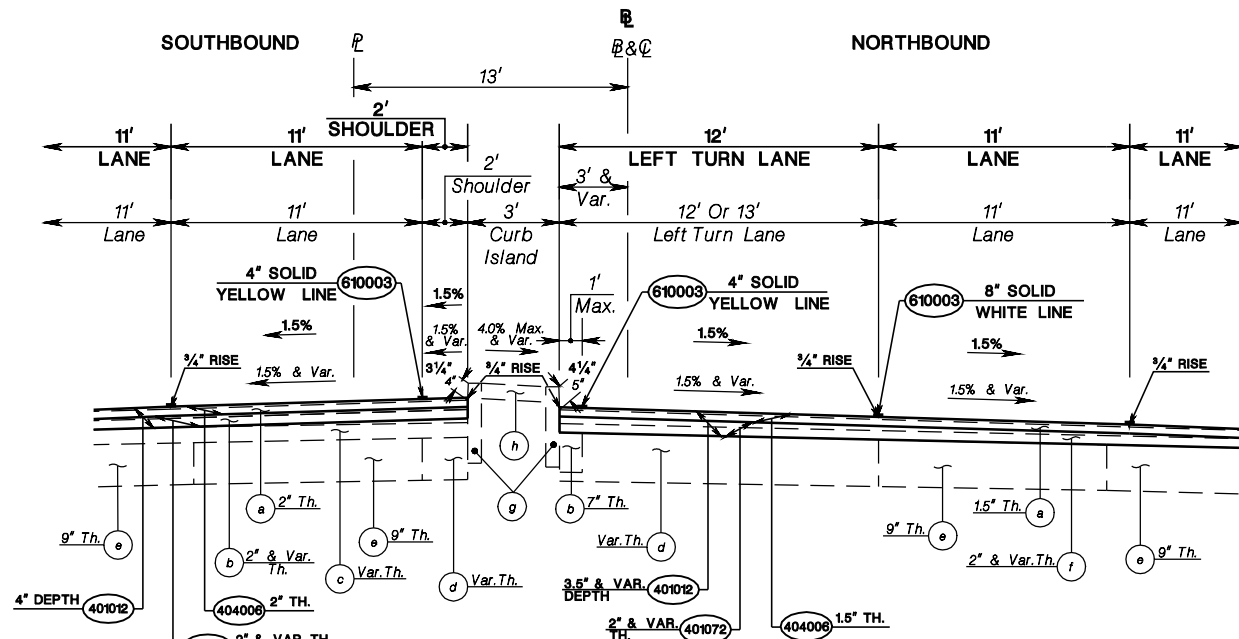 SOUTHBOUND
NORTHBOUND
13'
2'
SHOULDER
11'
LANE
11'
LANE
12'
LEFT TURN LANE
11'
LANE
11'
LANE
2'
Shoulder
3' &
Var.
11'
Lane
11'
Lane
3'
Curb
Island
12' Or 13'
Left Turn Lane
11'
Lane
11'
Lane
4" SOLID
YELLOW LINE
610003
1'
Max.
610003
4" SOLID
YELLOW LINE
610003
8" SOLID
WHITE LINE
1.5%
1.5%
1.5%
& Var.
4.0% Max.
& Var.
1.5%
1.5%
3/4" RISE
1.5% & Var.
3 1/4"
4"
3/4" RISE
4 1/4"
5"
1.5% & Var.
3/4" RISE
1.5% & Var.
3/4" RISE
h
g
a 2" Th.
b 7" Th.
1.5" Th. a
9" Th. e
e 9" Th.
Var.Th. d
9" Th. e
b 2" & Var.
Th.
c Var.Th.
d Var.Th.
2" & Var.Th. f
e 9" Th.
4" DEPTH 401012
404006 2" TH.
3.5" & VAR.
DEPTH
401012
2" & VAR.
TH.
401072
404006 1.5" TH.
2" & VAR TH